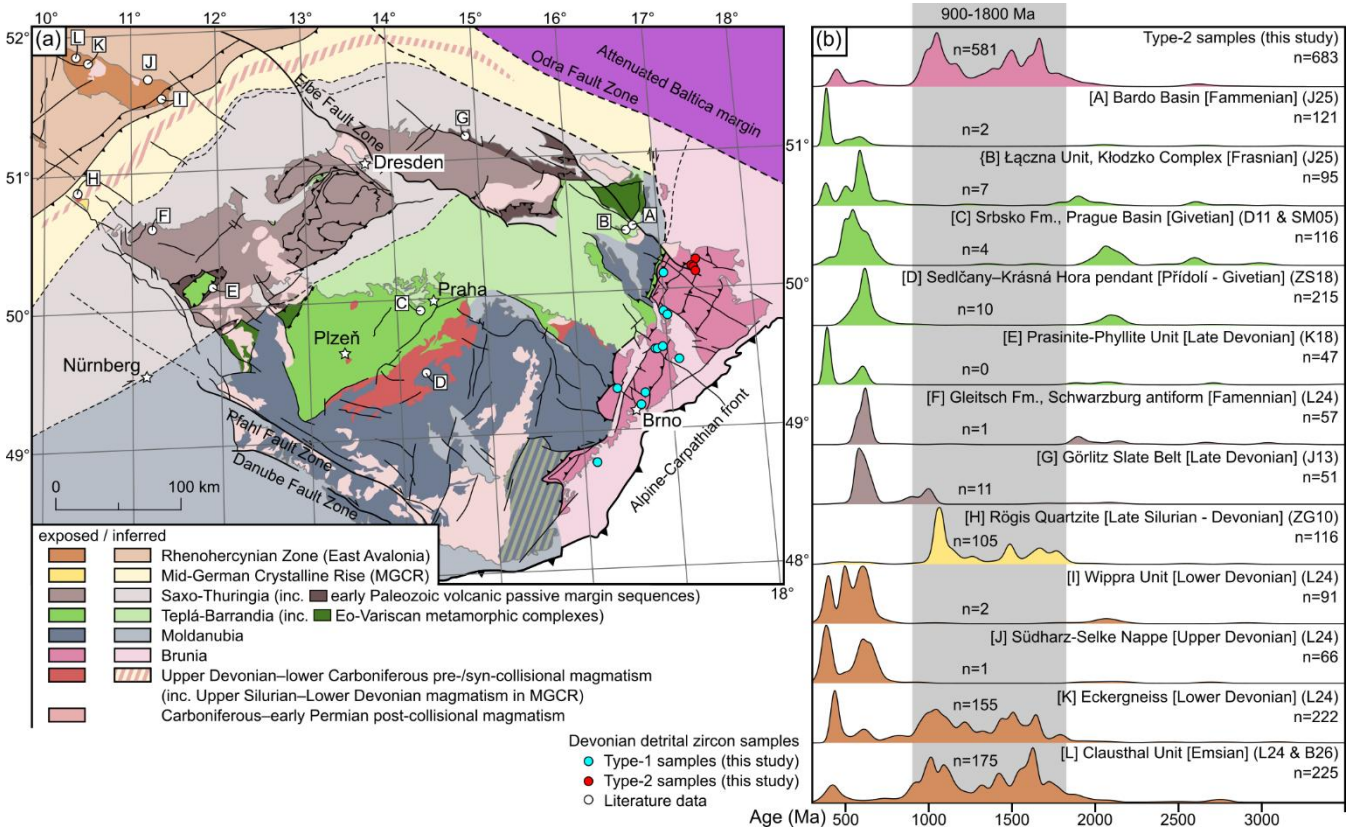 10° 11° 12° 13° 14° 15° 16° 17° 18°
(a)
52°
L
K
J
I
Elbe Fault Zone
Odra Fault Zone
Attenuated Baltica margin
G
51°
Dresden
51°
H
F
B
A
50°
E
C
Praha
50°
Plzeň
Nürnberg
D
Brno
49°
49°
Pfahl Fault Zone
Danube Fault Zone
Alpine-Carpathian front
0 100 km
48°
18°
exposed / inferred
Rhenohercynian Zone (East Avalonia)
Mid-German Crystalline Rise (MGCR)
Saxo-Thuringia (inc. early Paleozoic volcanic passive margin sequences)
Teplá-Barrandia (inc. Eo-Variscan metamorphic complexes)
Moldanubia
Brunia
Upper Devonian–lower Carboniferous pre-/syn-collisional magmatism
(inc. Upper Silurian–Lower Devonian magmatism in MGCR)
Carboniferous–early Permian post-collisional magmatism
10° 11° 12° 13° 14° 15° 16° 17°
Devonian detrital zircon samples
Type-1 samples (this study)
Type-2 samples (this study)
Literature data
900-1800 Ma
(b)
Type-2 samples (this study)
n=581
n=683
[A] Bardo Basin [Fammenian] (J25)
n=2
n=121
{B] Łączna Unit, Kłodzko Complex [Frasnian] (J25)
n=7
n=95
[C] Srbsko Fm., Prague Basin [Givetian] (D11 & SM05)
n=4
n=116
[D] Sedlčany–Krásná Hora pendant [Přídolí - Givetian] (ZS18)
n=10
n=215
[E] Prasinite-Phyllite Unit [Late Devonian] (K18)
n=0
n=47
[F] Gleitsch Fm., Schwarzburg antiform [Famennian] (L24)
n=1
n=57
[G] Görlitz Slate Belt [Late Devonian] (J13)
n=11
n=51
[H] Rögis Quartzite [Late Silurian - Devonian] (ZG10)
n=105
n=116
[I] Wippra Unit [Lower Devonian] (L24)
n=2
n=91
[J] Südharz-Selke Nappe [Upper Devonian] (L24)
n=1
n=66
[K] Eckergneiss [Lower Devonian] (L24)
n=155
n=222
[L] Clausthal Unit [Emsian] (L24 & B26)
n=175
n=225
Age (Ma) 500 1000 1500 2000 2500 3000